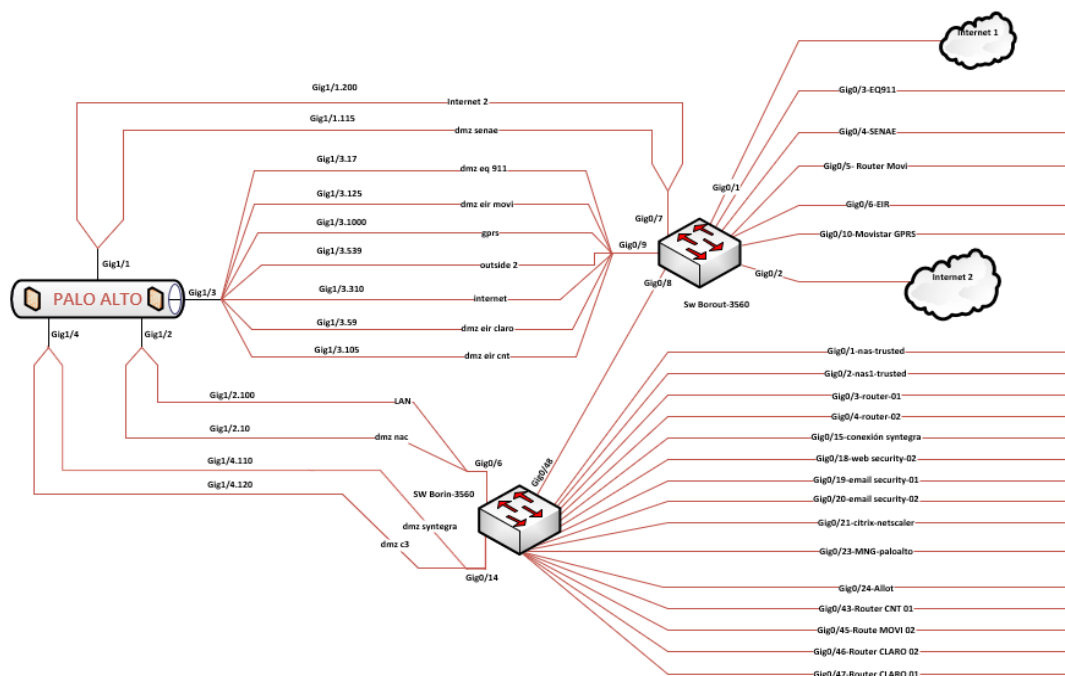 Internet 1
Gig1/1.200
Internet 2
Gig0/3-EQ911
Gig1/1.115
dmz senae
Gig0/4-SENAE
Gig1/3.17
dmz eq 911
Gig0/5- Router Movi
Gig0/1
Gig1/3.125
dmz eir movi
Gig0/6-EIR
Gig0/7
Gig1/3.1000
gprs
Gig0/10-Movistar GPRS
Gig0/9
Gig1/3.539
outside 2
Gig1/1
Gig0/2
Internet 2
Gig0/8
Gig1/3.310
internet
Gig1/3
PALO ALTO
Sw Borout-3560
Gig1/4
Gig1/2
Gig1/3.59
dmz eir claro
Gig1/3.105
dmz eir cnt
Gig0/1-nas-trusted
Gig0/2-nas1-trusted
Gig1/2.100
LAN
Gig0/3-router-01
Gig0/4-router-02
Gig1/2.10
dmz nac
Gig0/15-conexión syntegra
Gig1/4.110
Gig0/6
Gig0/48
Gig0/18-web security-02
Gig1/4.120
SW Borin-3560
Gig0/19-email security-01
Gig0/20-email security-02
dmz syntegra
Gig0/21-citrix-netscaler
dmz c3
Gig0/23-MNG-paloalto
Gig0/14
Gig0/24-Allot
Gig0/43-Router CNT 01
Gig0/45-Route MOVI 02
Gig0/46-Router CLARO 02
Gig0/47-Router CLARO 01